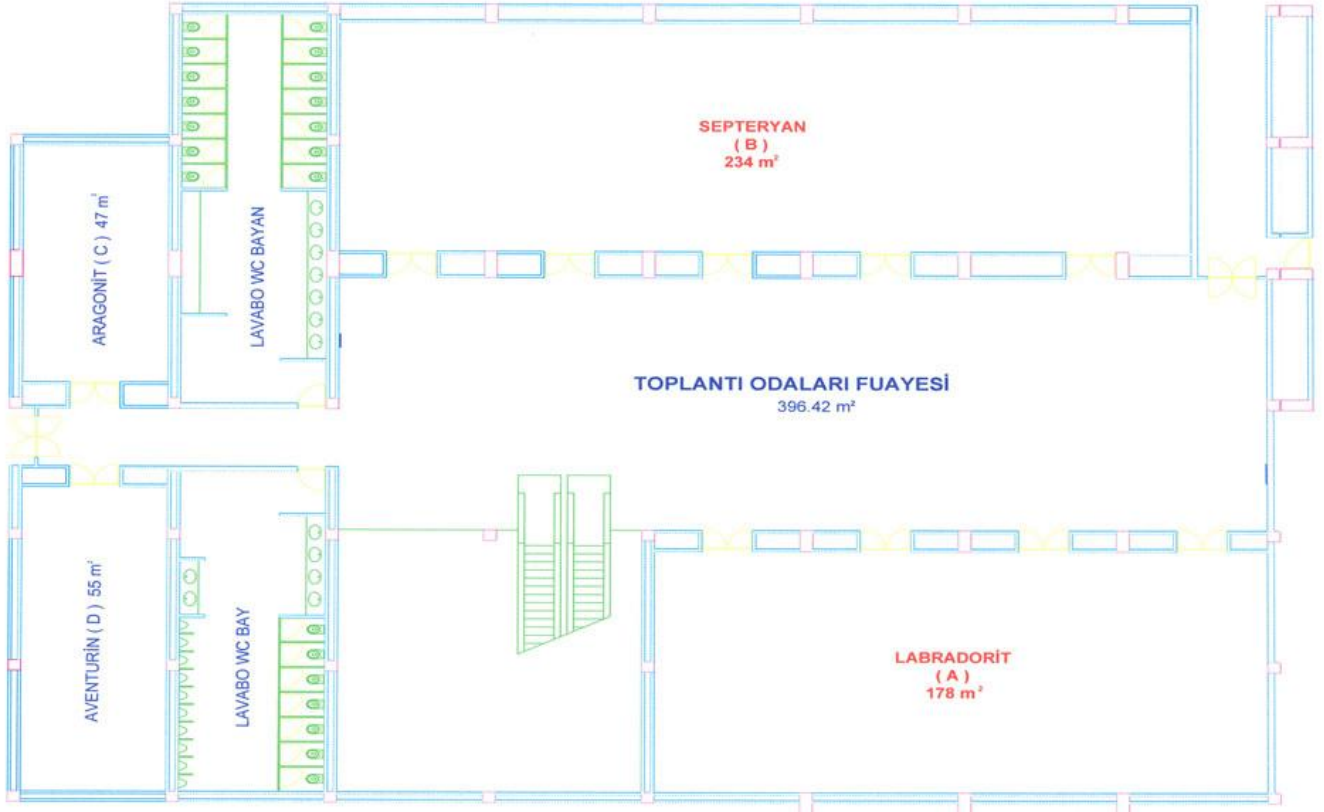 SEPTERYAN
( B )
234 m²
ARAGONİT ( C ) 47 m²
LAVABO WC BAYAN
TOPLANTI ODALARI FUAYESİ
396.42 m²
AVENTURİN ( D ) 55 m²
LAVABO WC BAY
LABRADORİT
( A )
178 m²